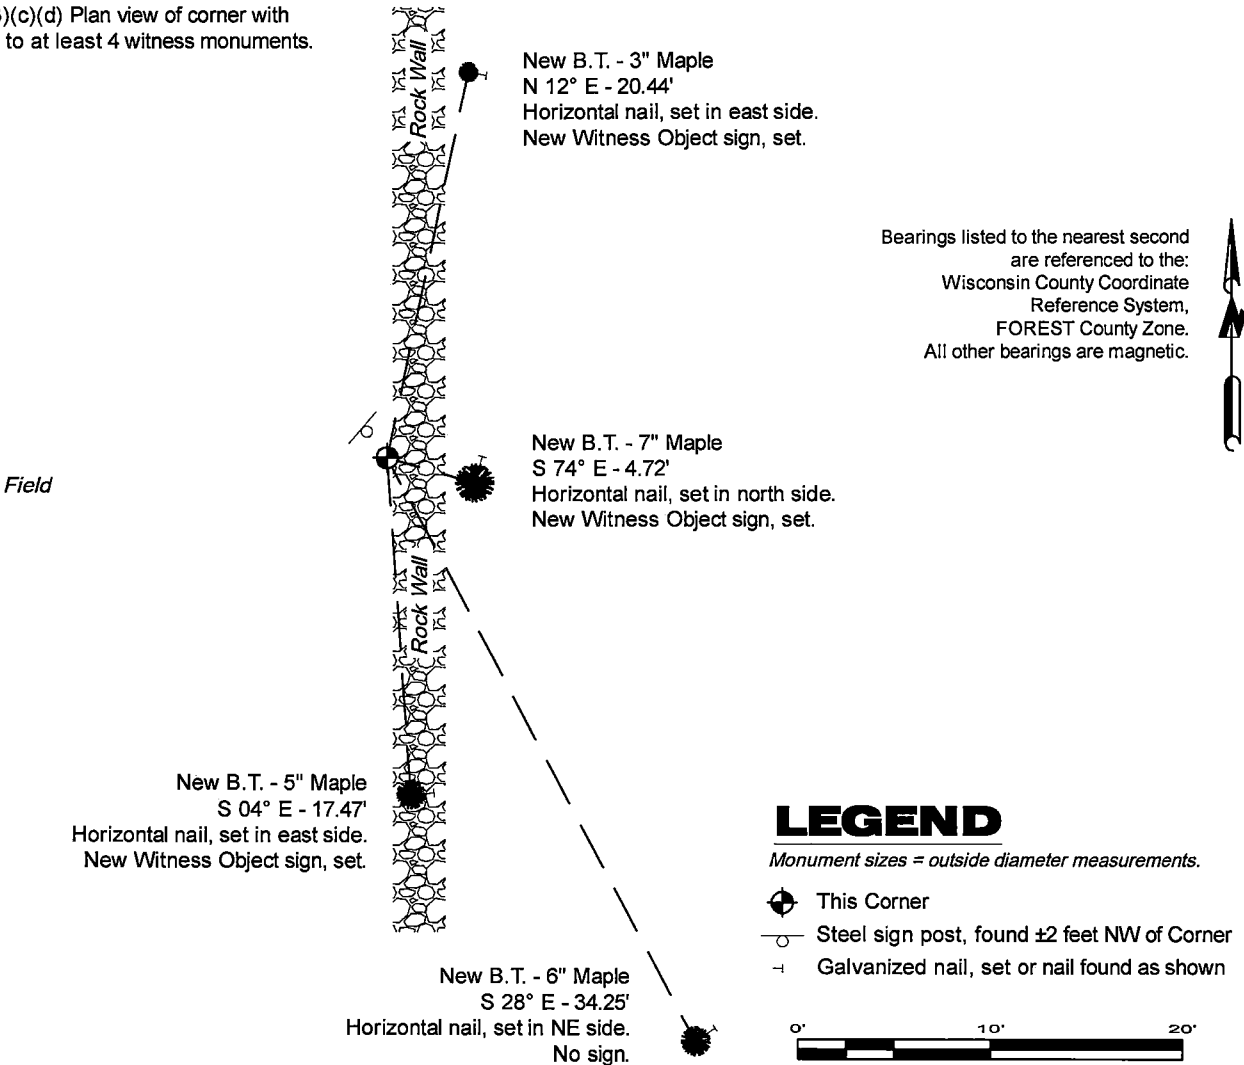 )(c)(d) Plan view of corner with
to at least 4 witness monuments.
Rock Wall
New B.T. - 3" Maple
N 12° E - 20.44'
Horizontal nail, set in east side.
New Witness Object sign, set.
Bearings listed to the nearest second
are referenced to the:
Wisconsin County Coordinate
Reference System,
FOREST County Zone.
All other bearings are magnetic.
N
Field
New B.T. - 7" Maple
S 74° E - 4.72'
Horizontal nail, set in north side.
New Witness Object sign, set.
Rock Wall
New B.T. - 5" Maple
S 04° E - 17.47'
Horizontal nail, set in east side.
New Witness Object sign, set.
New B.T. - 6" Maple
S 28° E - 34.25'
Horizontal nail, set in NE side.
No sign.
LEGEND
Monument sizes = outside diameter measurements.
This Corner
Steel sign post, found ±2 feet NW of Corner
Galvanized nail, set or nail found as shown
0' 10' 20'